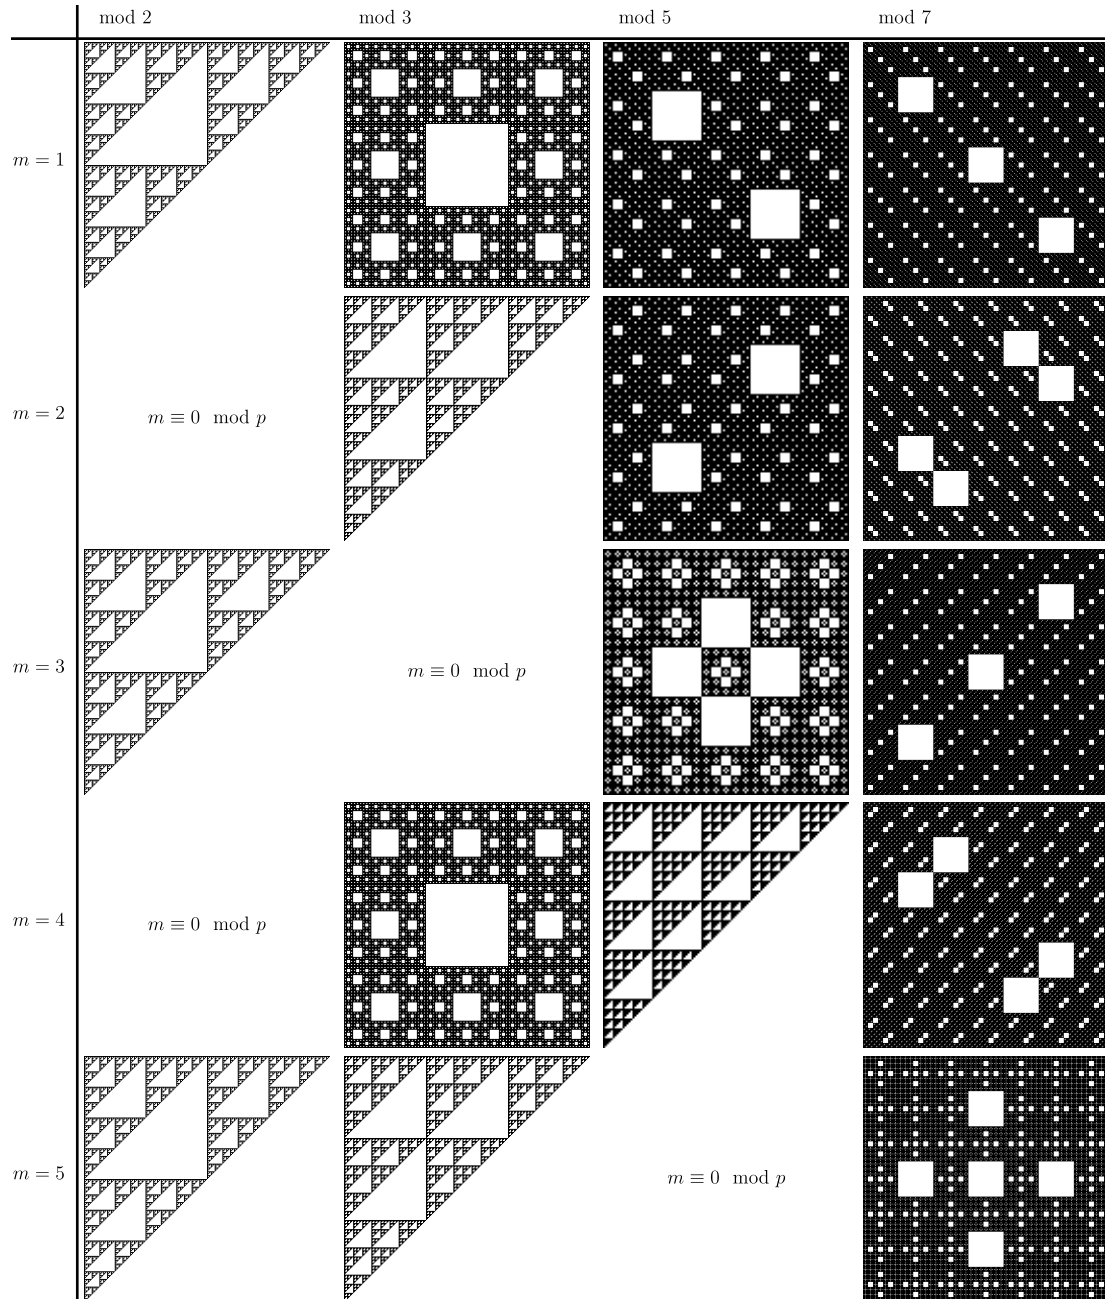 mod 2 mod 3 mod 5 mod 7
m = 1
m = 2 m ≡ 0 mod p
m = 3 m ≡ 0 mod p
m = 4 m ≡ 0 mod p
m = 5 m ≡ 0 mod p